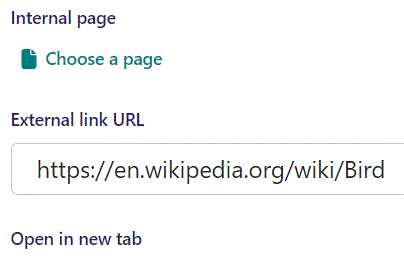 Internal page
Choose a page
External link URL
https://en.wikipedia.org/wiki/Bird
Open in new tab